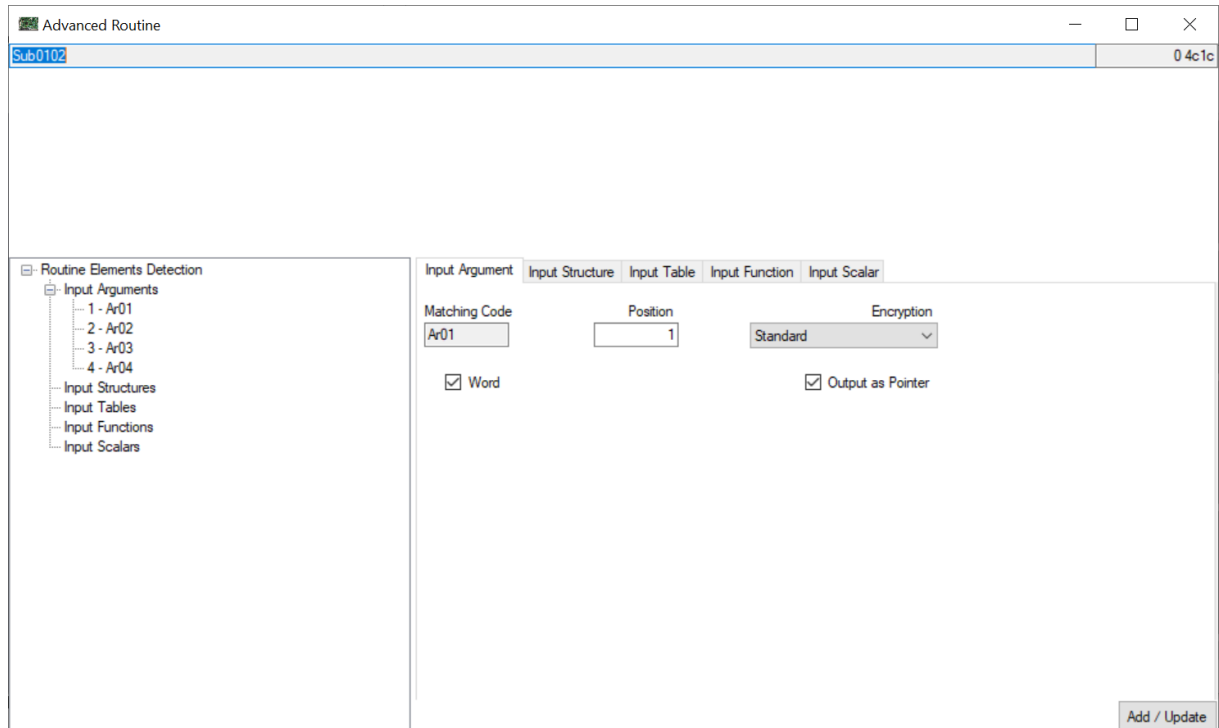 Advanced Routine
Sub0102
0 4c1c
Routine Elements Detection
Input Arguments
1 - Ar01
2 - Ar02
3 - Ar03
4 - Ar04
Input Structures
Input Tables
Input Functions
Input Scalars
Input Argument Input Structure Input Table Input Function Input Scalar
Matching Code Position Encryption
Ar01 1 Standard
Word Output as Pointer
Add / Update